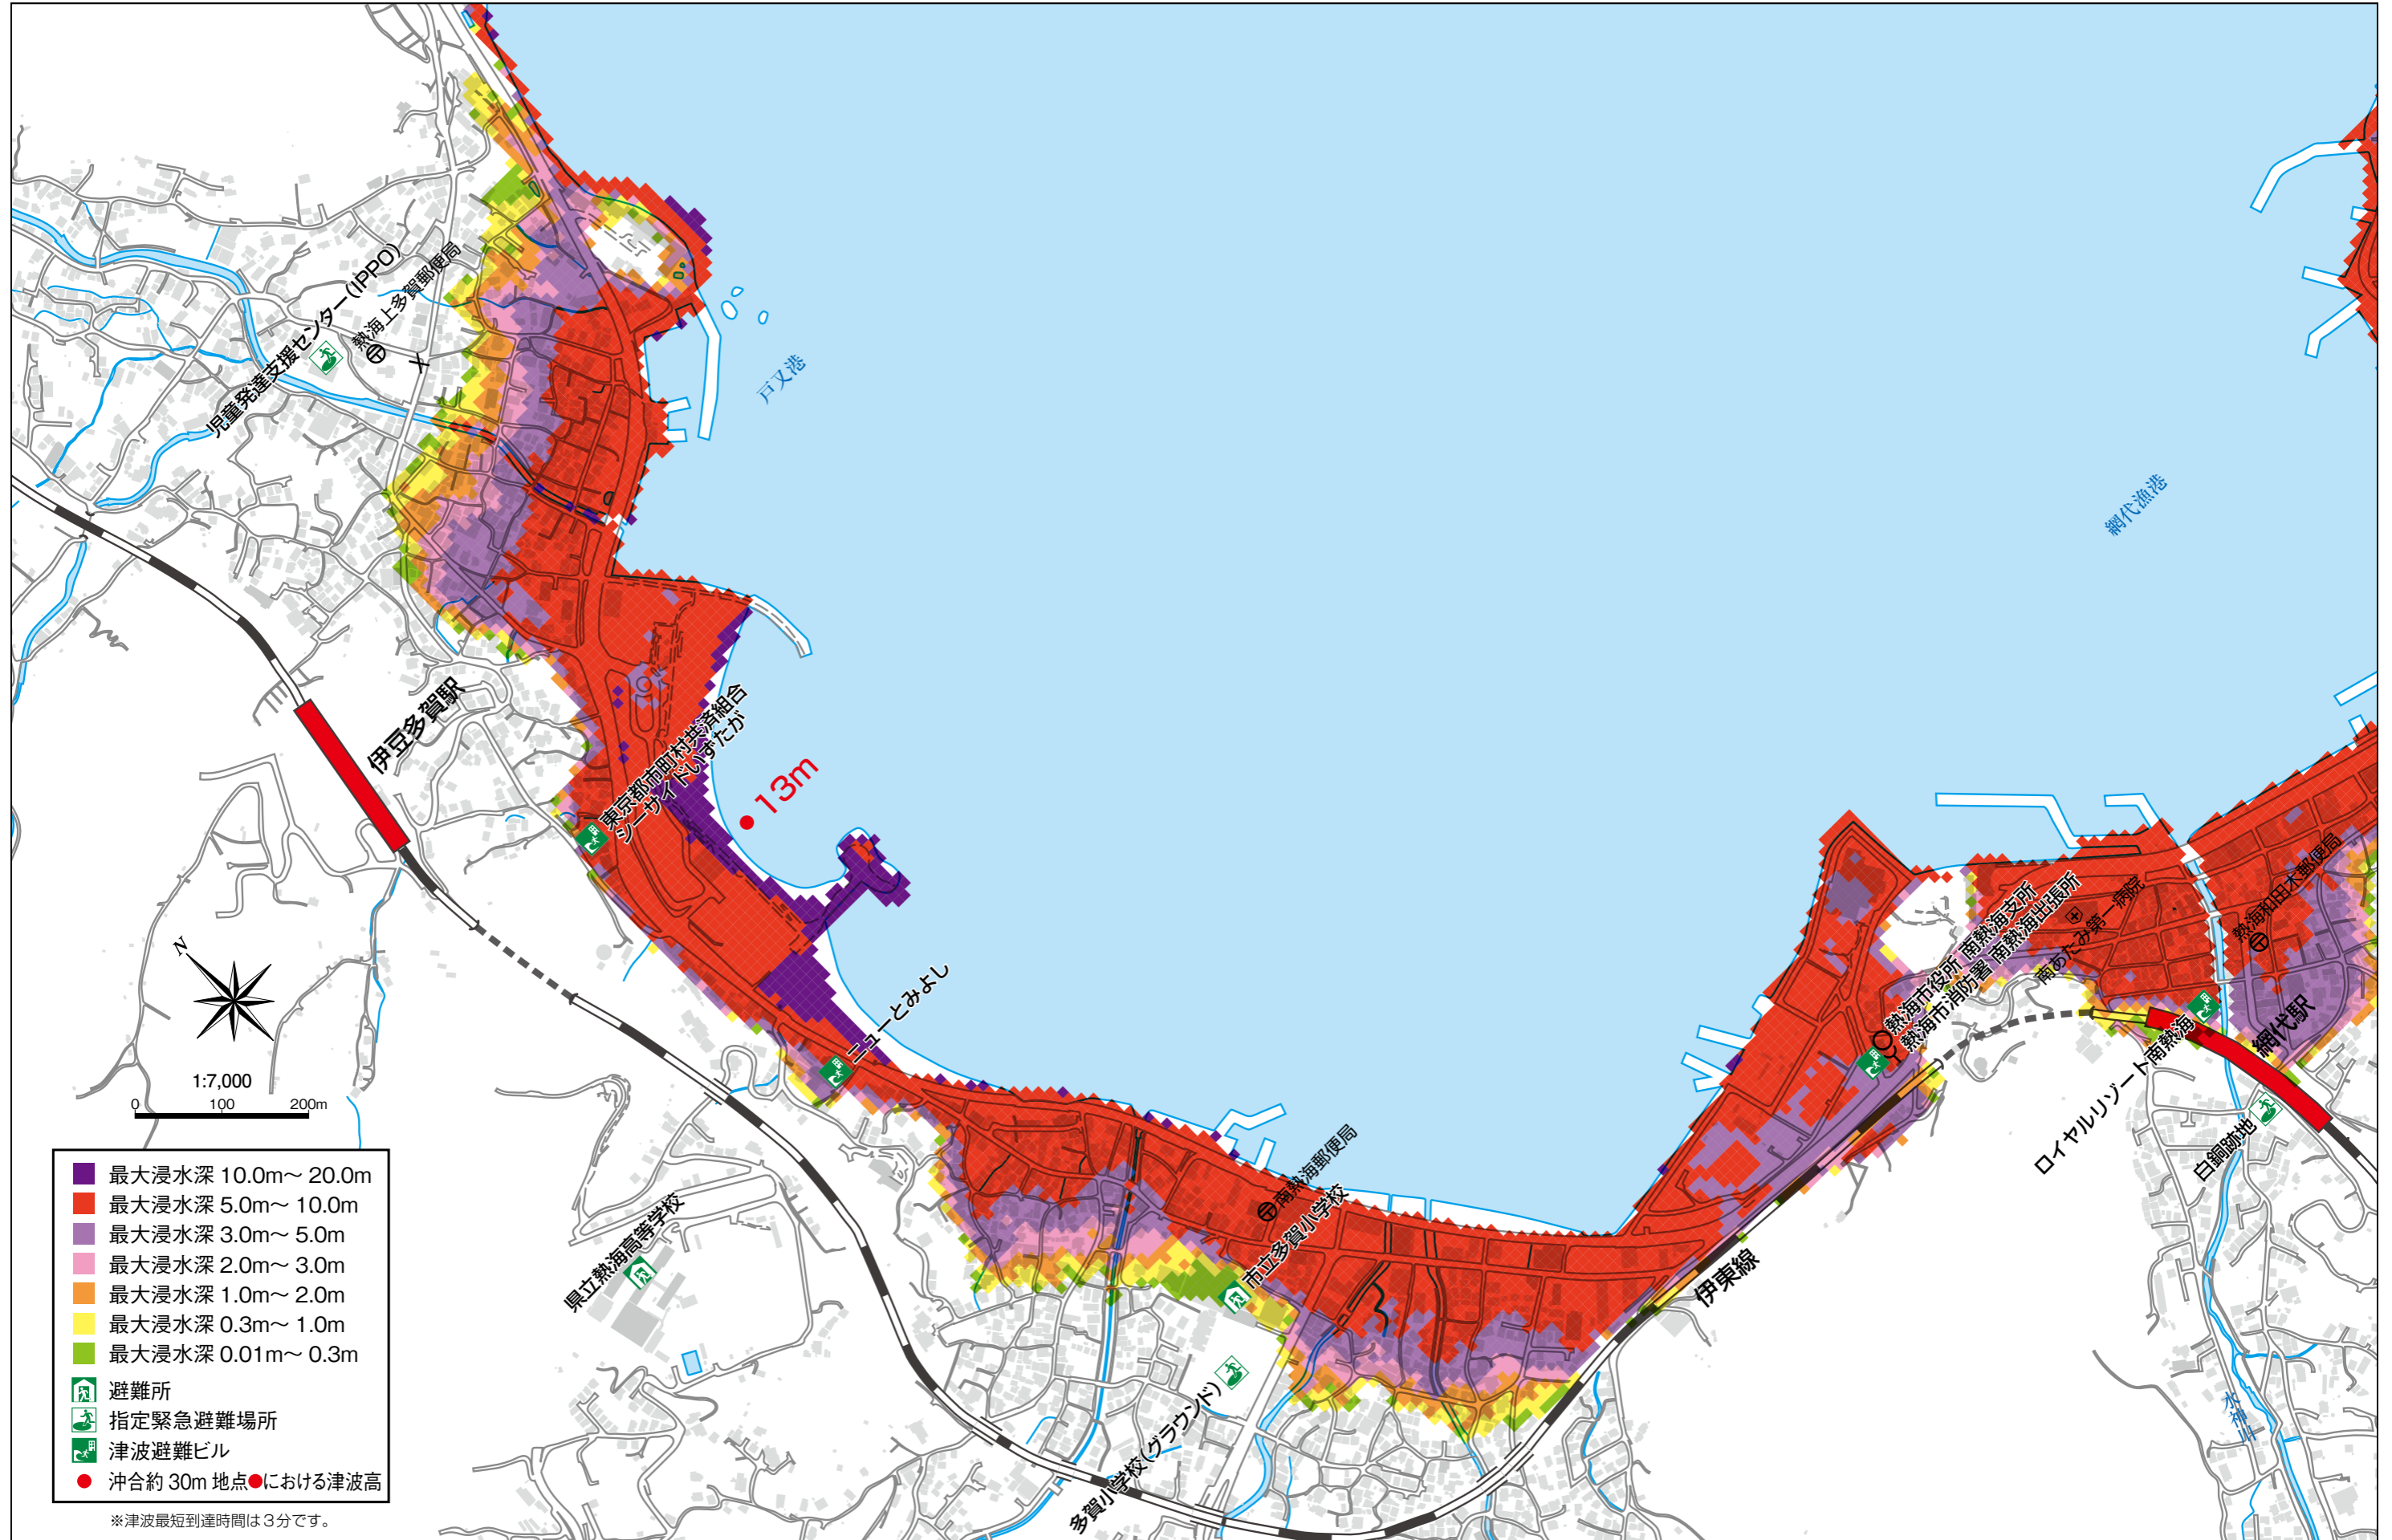 児童発達支援センター(IPPO)
熱海上多賀郵便局
戸又港
網代漁港
伊豆多賀駅
東京都市町村共済組合
シーサイドいずたが
13m
ニューとみよし
熱海市役所 南熱海支所
熱海市消防署 南熱海出張所
南あたみ第一病院
熱海和田木郵便局
網代駅
ロイヤルリゾート南熱海
白銅跡地
南熱海郵便局
市立多賀小学校
県立熱海高等学校
伊東線
多賀小学校(グラウンド)
水神川
N
1:7,000
0 100 200m
最大浸水深 10.0m～ 20.0m
最大浸水深 5.0m～ 10.0m
最大浸水深 3.0m～ 5.0m
最大浸水深 2.0m～ 3.0m
最大浸水深 1.0m～ 2.0m
最大浸水深 0.3m～ 1.0m
最大浸水深 0.01m～ 0.3m
避難所
指定緊急避難場所
津波避難ビル
沖合約 30m 地点●における津波高
※津波最短到達時間は３分です。